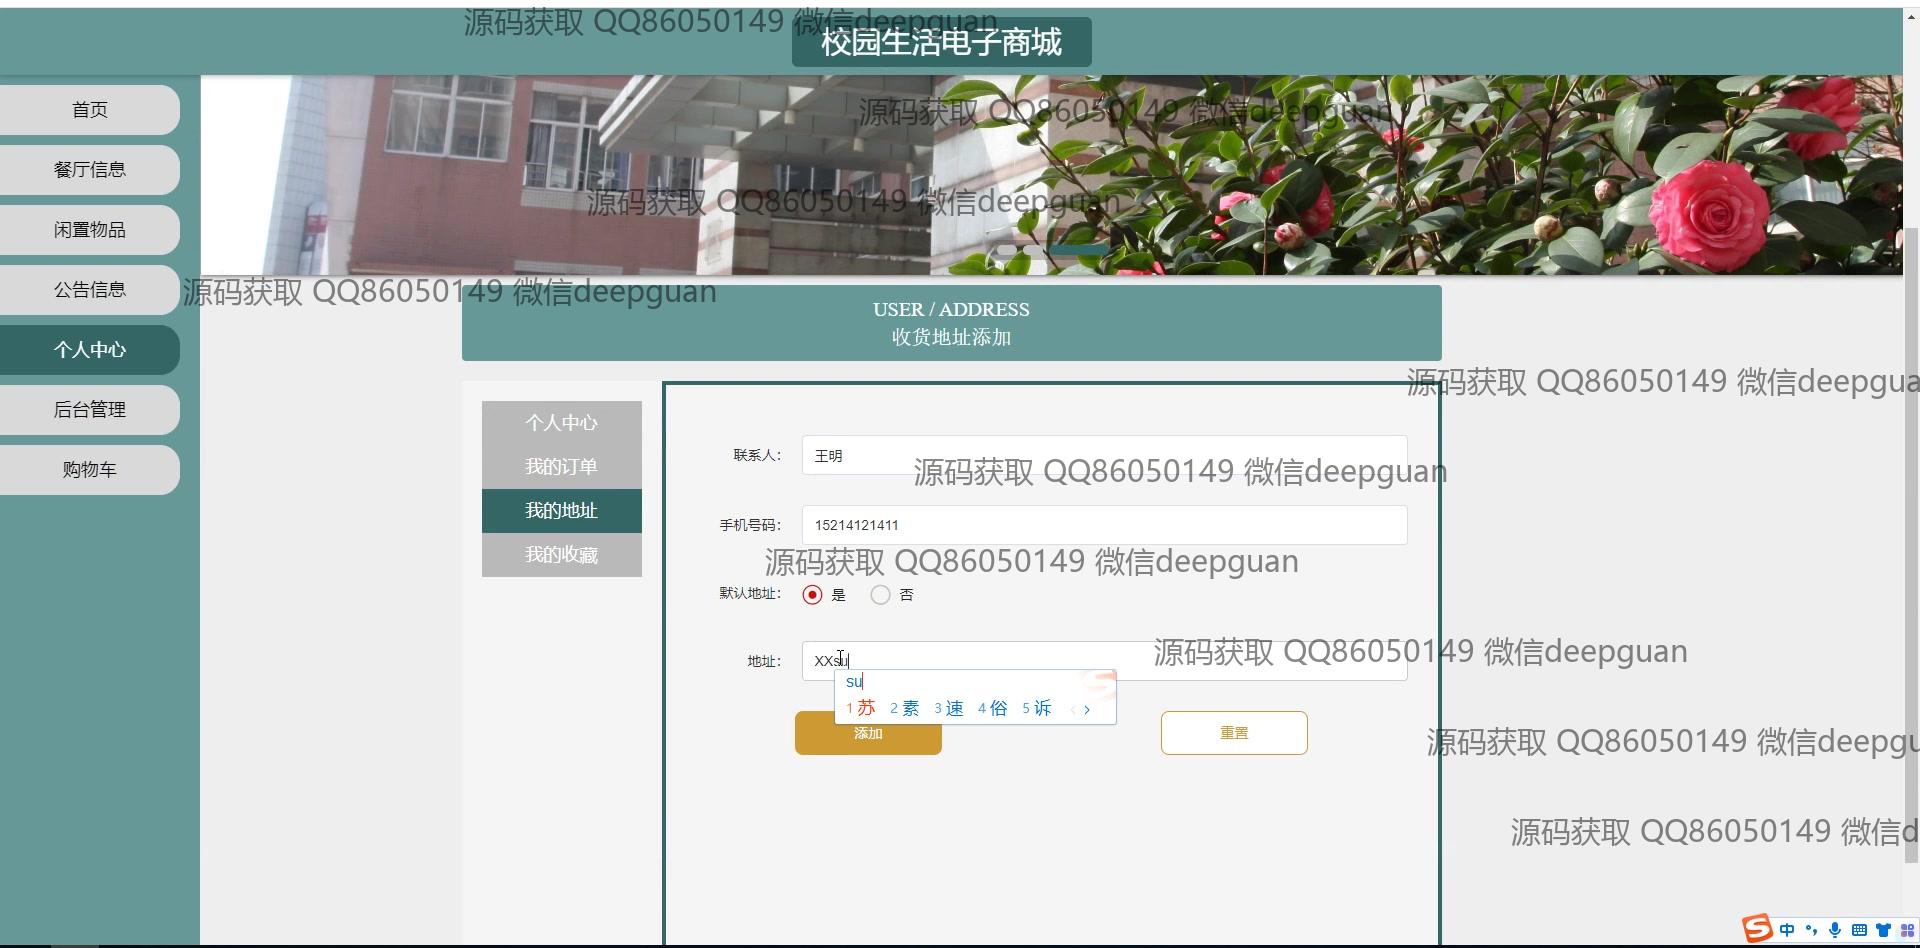 源码获取 QQ86050149 微信deepguan
校园生活电子商城
源码获取 QQ86050149 微信deepguan
源码获取 QQ86050149 微信deepguan
首页
餐厅信息
闲置物品
公告信息
个人中心
后台管理
购物车
源码获取 QQ86050149 微信deepguan
USER / ADDRESS
收货地址添加
源码获取 QQ86050149 微信deepgua
个人中心
我的订单
我的地址
我的收藏
联系人： 王明
源码获取 QQ86050149 微信deepguan
手机号码： 15214121411
源码获取 QQ86050149 微信deepguan
默认地址： 是 否
源码获取 QQ86050149 微信deepguan
地址： XXsu
su
1 苏 2 素 3 速 4 俗 5 诉
添加
重置
源码获取 QQ86050149 微信deepgu
源码获取 QQ86050149 微信d
中